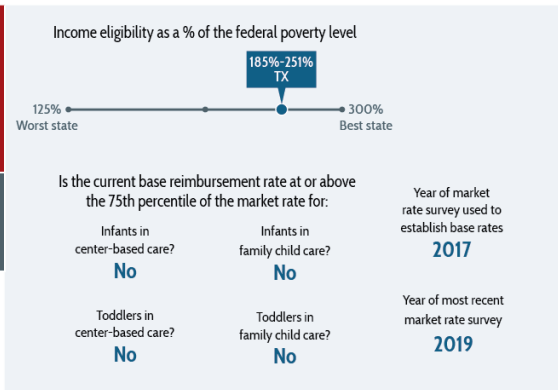 Income eligibility as a % of the federal poverty level
185%-251%
TX
125%
Worst state
300%
Best state
Is the current base reimbursement rate at or above
the 75th percentile of the market rate for:
Infants in
center-based care?
No
Infants in
family child care?
No
Toddlers in
center-based care?
No
Toddlers in
family child care?
No
Year of market
rate survey used to
establish base rates
2017
Year of most recent
market rate survey
2019